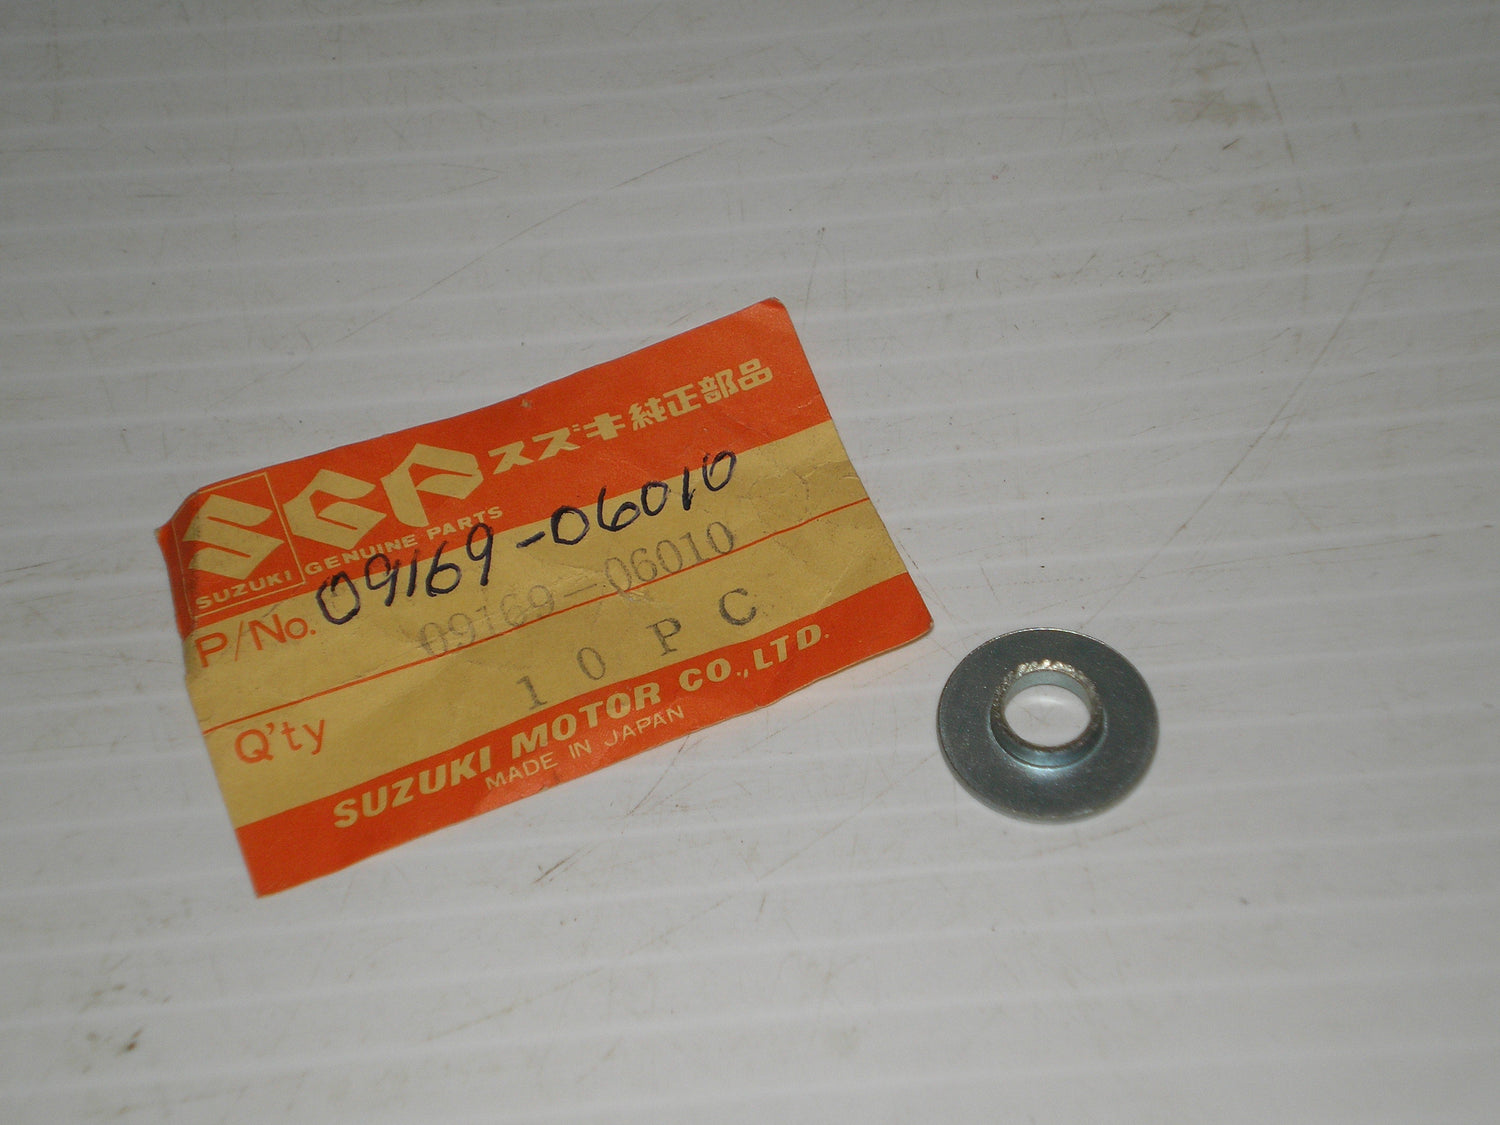 SGP スズキ純正部品
SUZUKI GENUINE PARTS
P/No. 09169-06010
09169-06010
Q'ty 10PC
SUZUKI MOTOR CO.,LTD.
MADE IN JAPAN